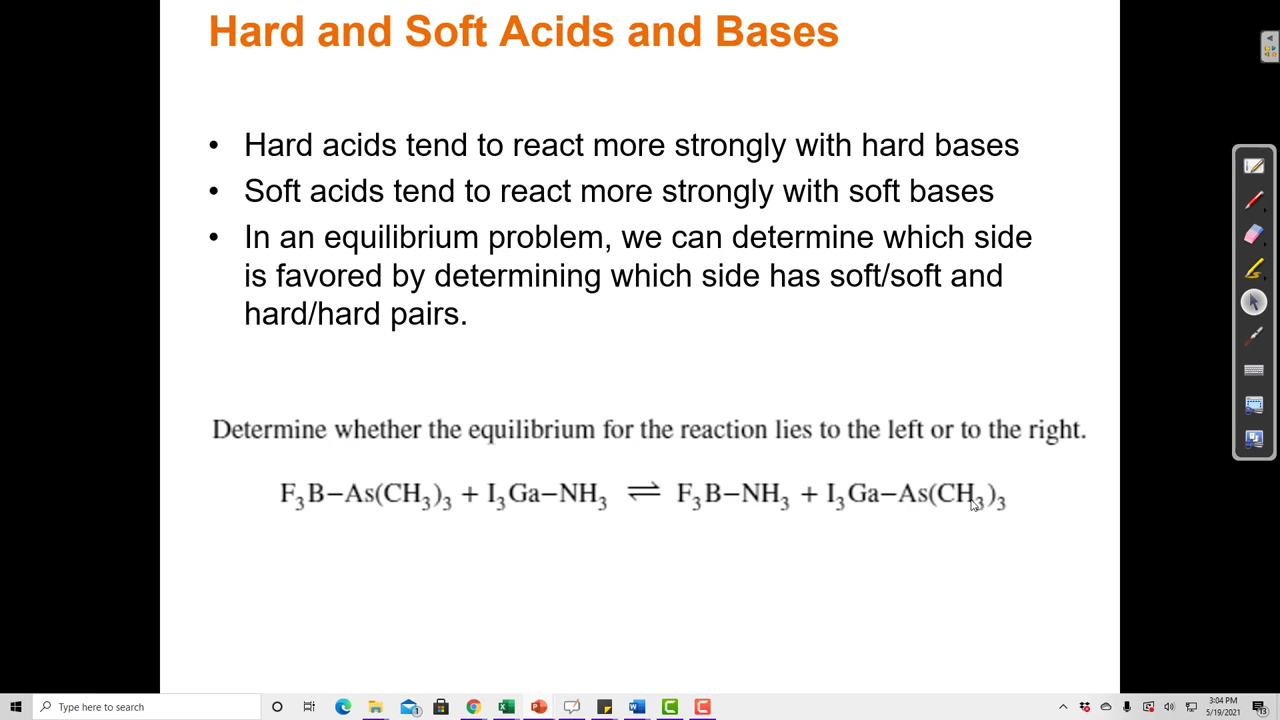 Hard and Soft Acids and Bases
• Hard acids tend to react more strongly with hard bases
• Soft acids tend to react more strongly with soft bases
• In an equilibrium problem, we can determine which side
is favored by determining which side has soft/soft and
hard/hard pairs.
Determine whether the equilibrium for the reaction lies to the left or to the right.
F₃B−As(CH₃)₃ + I₃Ga−NH₃ ⇌ F₃B−NH₃ + I₃Ga−As(CH₃)₃
Type here to search
1
3:04 PM
5/19/2021
13